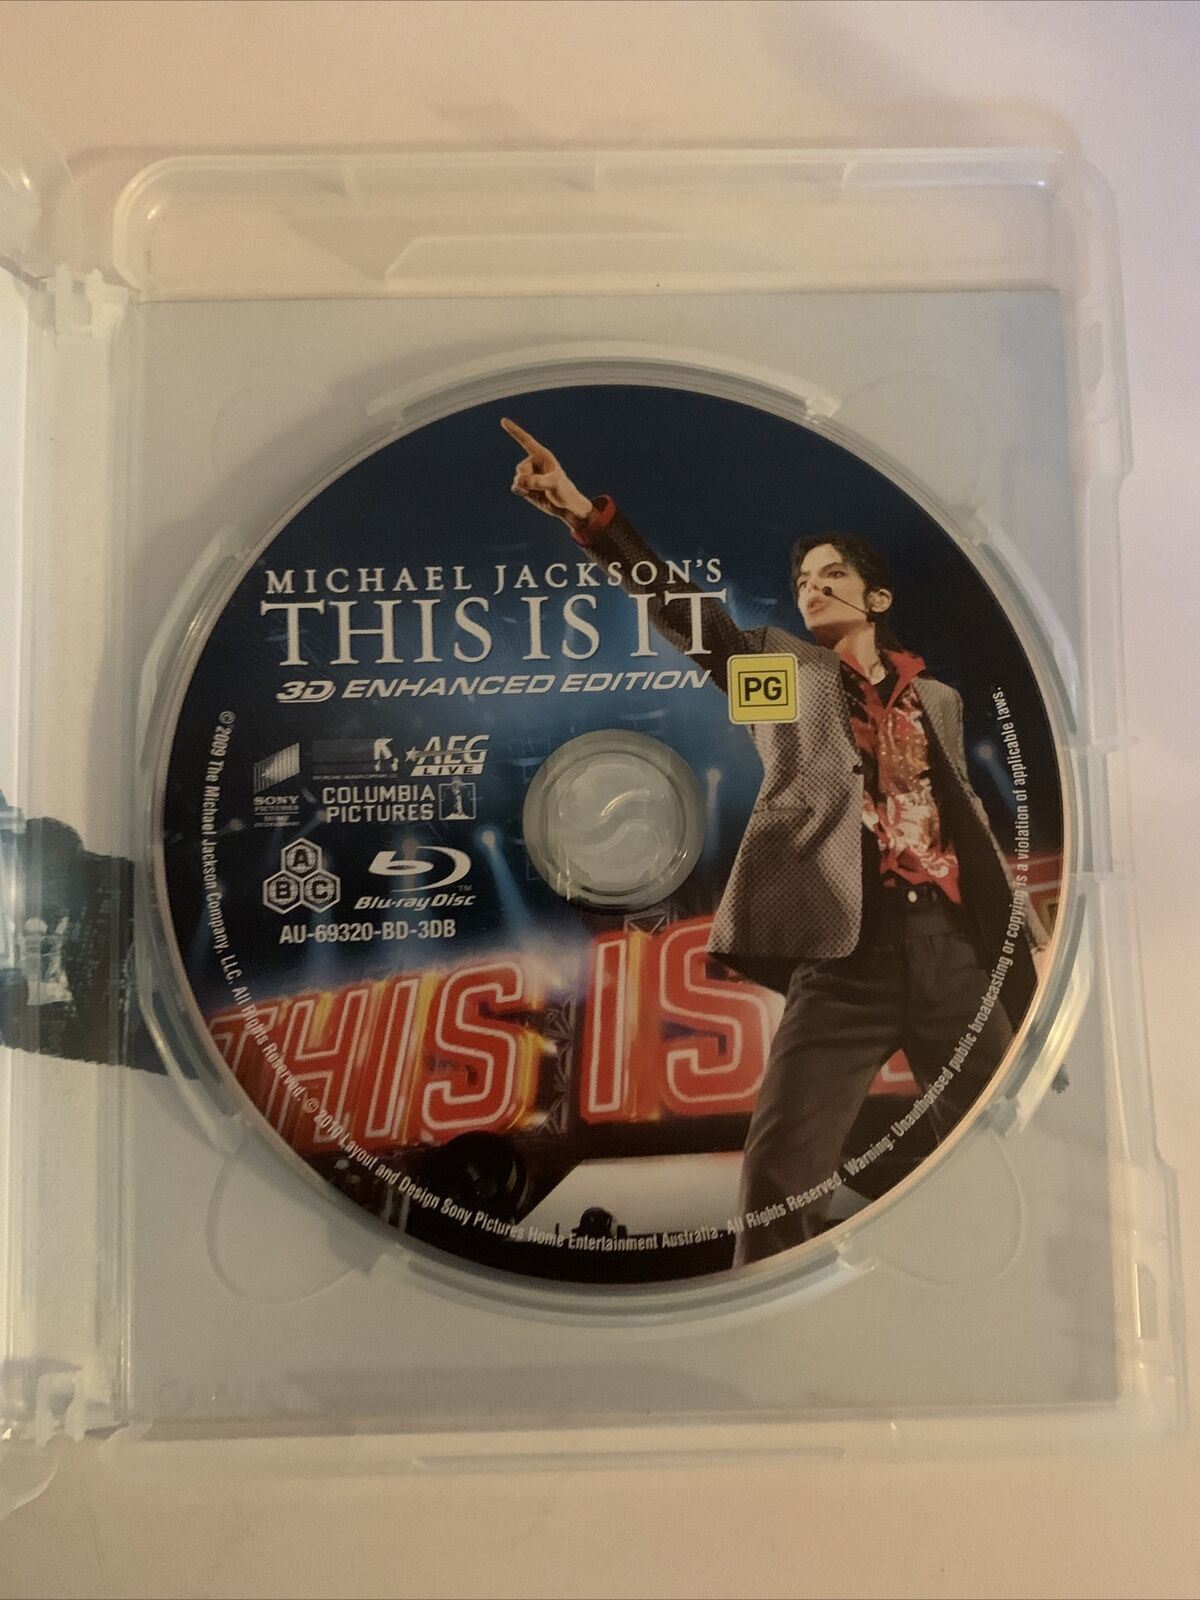 MICHAEL JACKSON'S
THIS IS IT
3D ENHANCED EDITION
PG
SONY
PICTURES
AEG
LIVE
COLUMBIA
PICTURES
A
B C
Blu-ray Disc™
AU-69320-BD-3DB
THIS IS
© 2009 The Michael Jackson Company, LLC. All Rights Reserved. © 2010 Layout and Design Sony Pictures Home Entertainment Australia. All Rights Reserved. Warning: Unauthorised public broadcasting or copying is a violation of applicable laws.